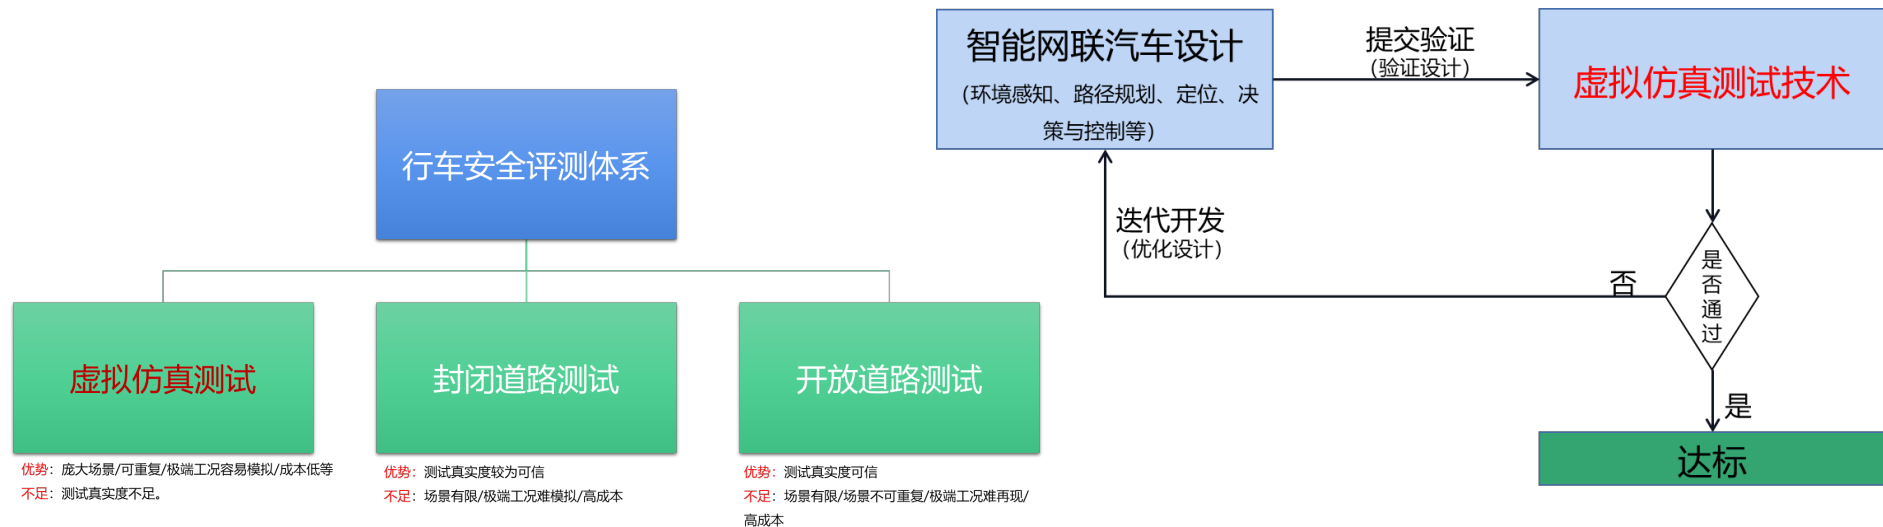 行车安全评测体系
虚拟仿真测试
优势：庞大场景/可重复/极端工况容易模拟/成本低等
不足：测试真实度不足。
封闭道路测试
优势：测试真实度较为可信
不足：场景有限/极端工况难模拟/高成本
开放道路测试
优势：测试真实度可信
不足：场景有限/场景不可重复/极端工况难再现/
高成本
智能网联汽车设计
（环境感知、路径规划、定位、决
策与控制等）
提交验证
（验证设计）
虚拟仿真测试技术
迭代开发
（优化设计）
否
是
否
通
过
是
达标